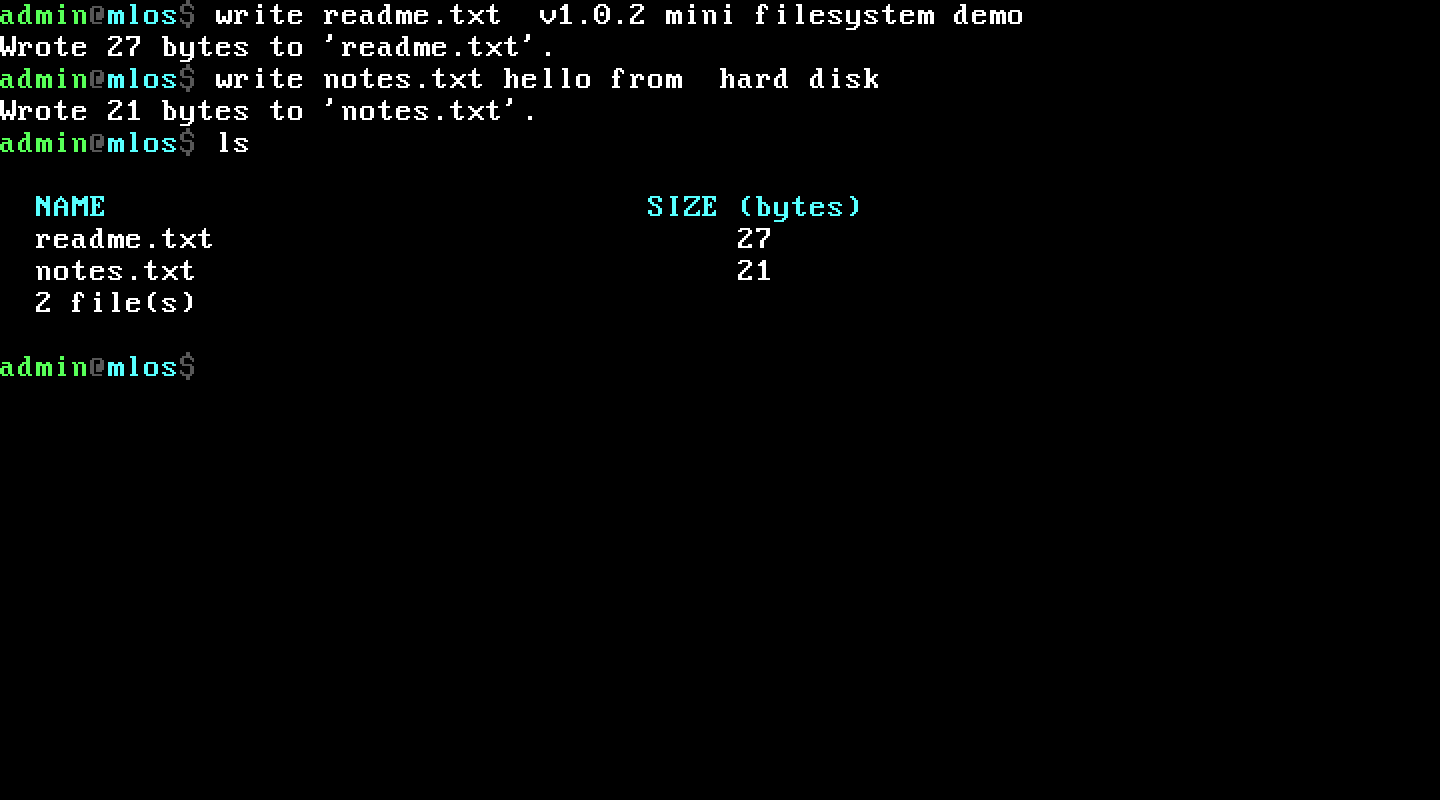 admin@mlos$ write readme.txt  v1.0.2 mini filesystem demo
Wrote 27 bytes to 'readme.txt'.
admin@mlos$ write notes.txt hello from  hard disk
Wrote 21 bytes to 'notes.txt'.
admin@mlos$ ls
NAME                              SIZE (bytes)
readme.txt                             27
notes.txt                              21
2 file(s)
admin@mlos$